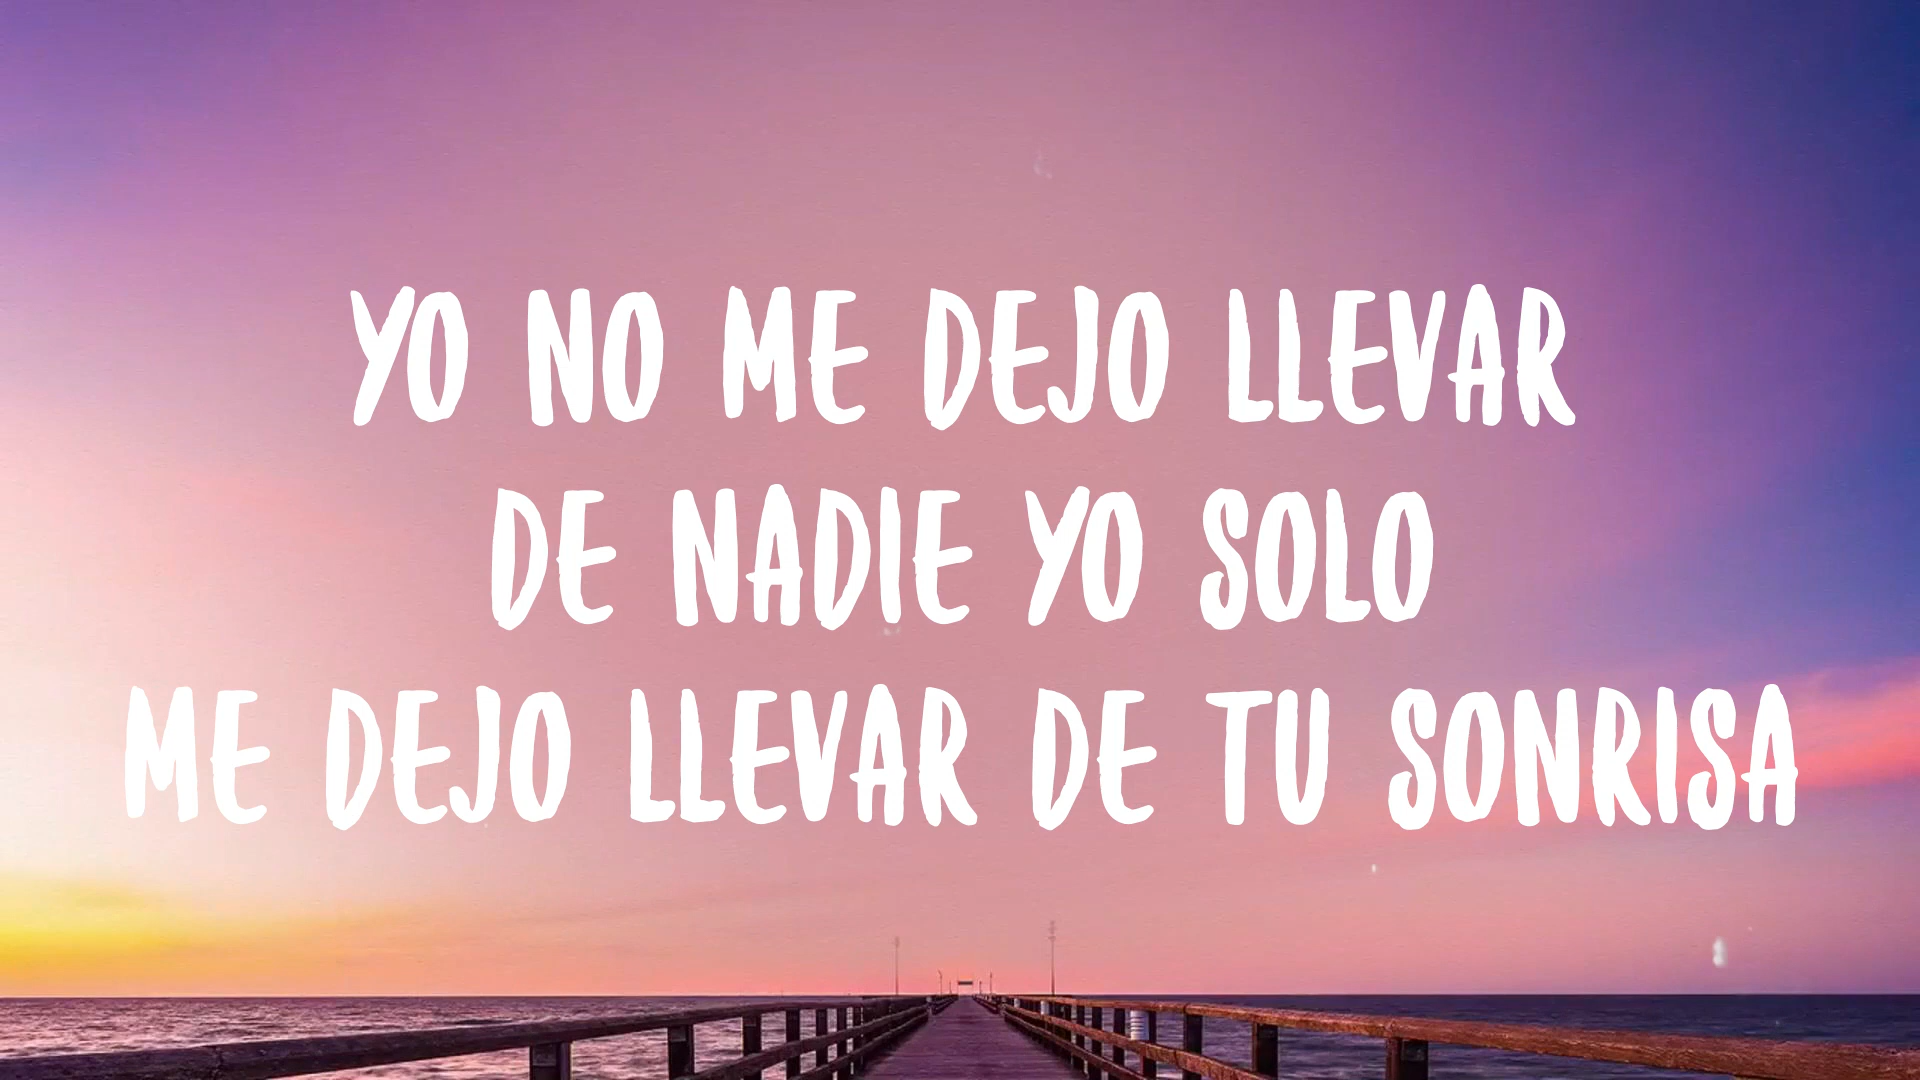 YO NO ME DEJO LLEVAR
DE NADIE YO SOLO
ME DEJO LLEVAR DE TU SONRISA